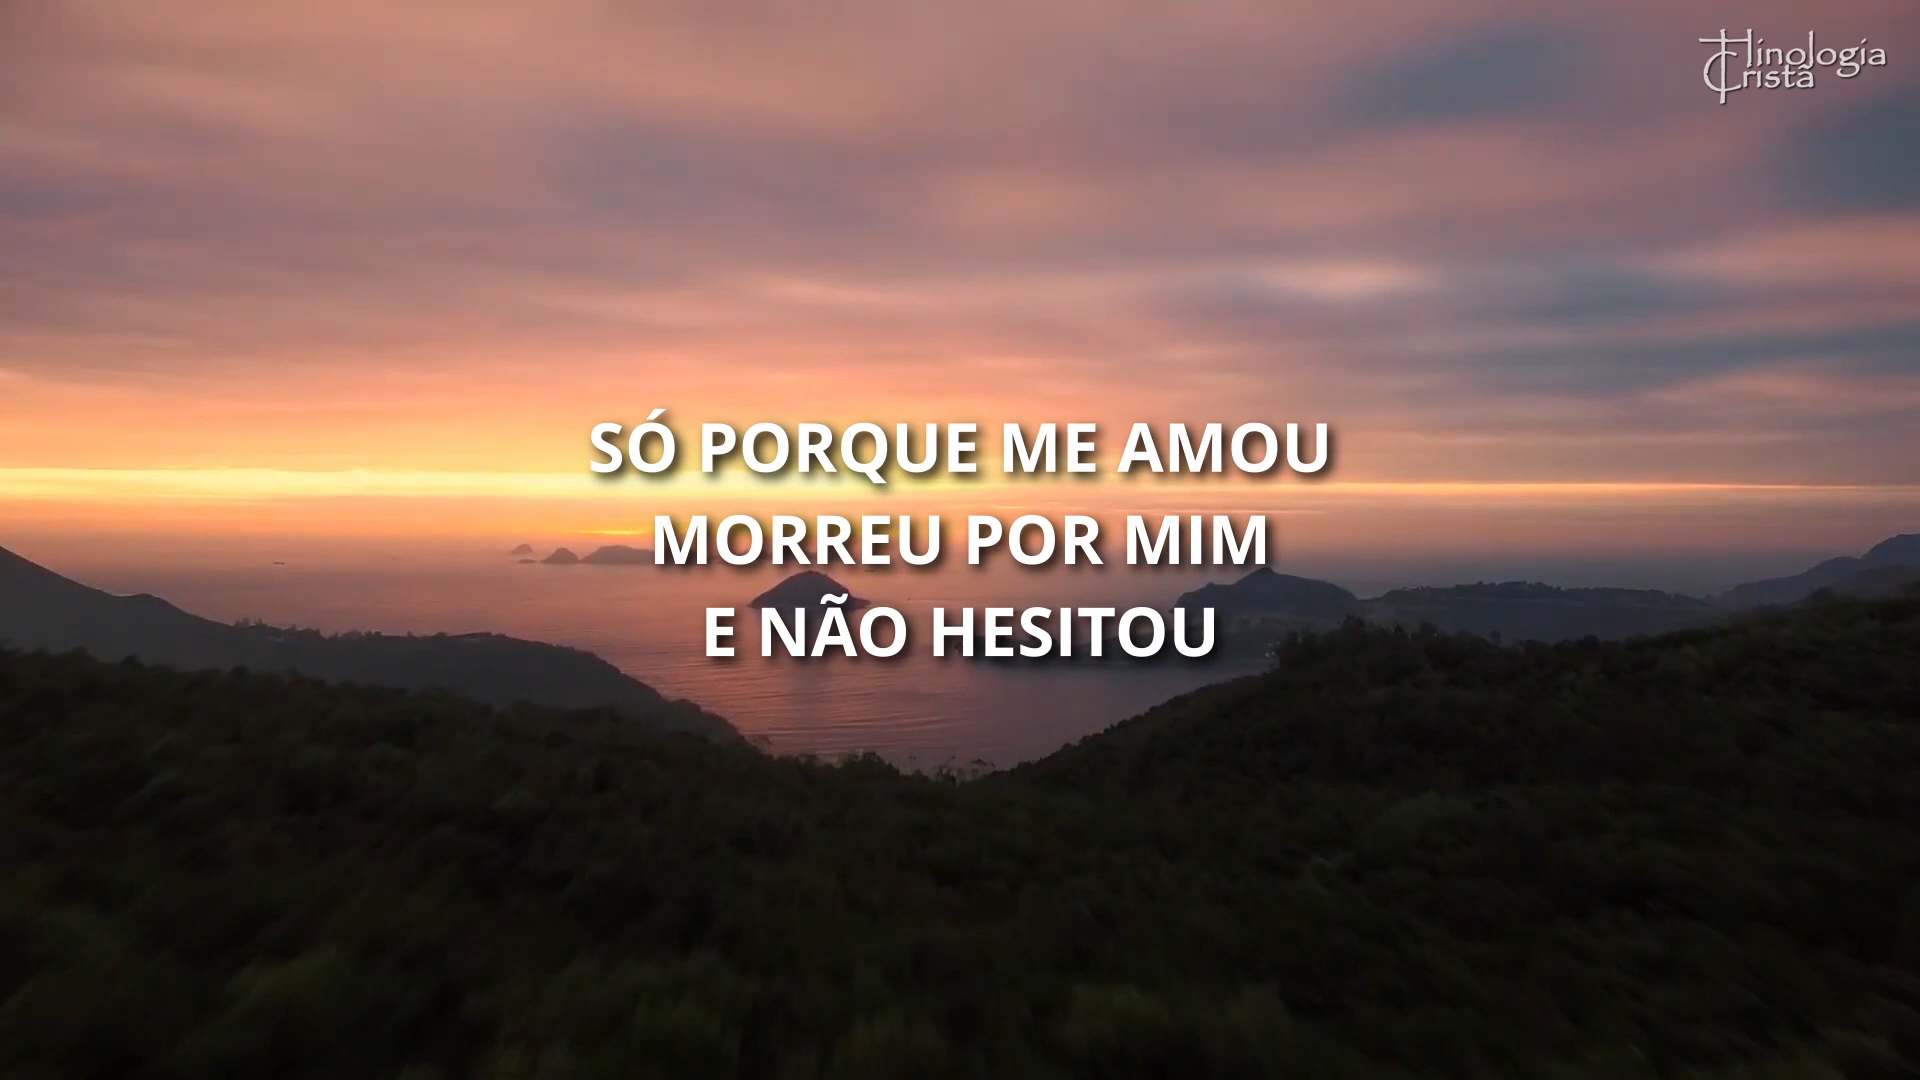 Hinologia
Cristã
SÓ PORQUE ME AMOU
MORREU POR MIM
E NÃO HESITOU